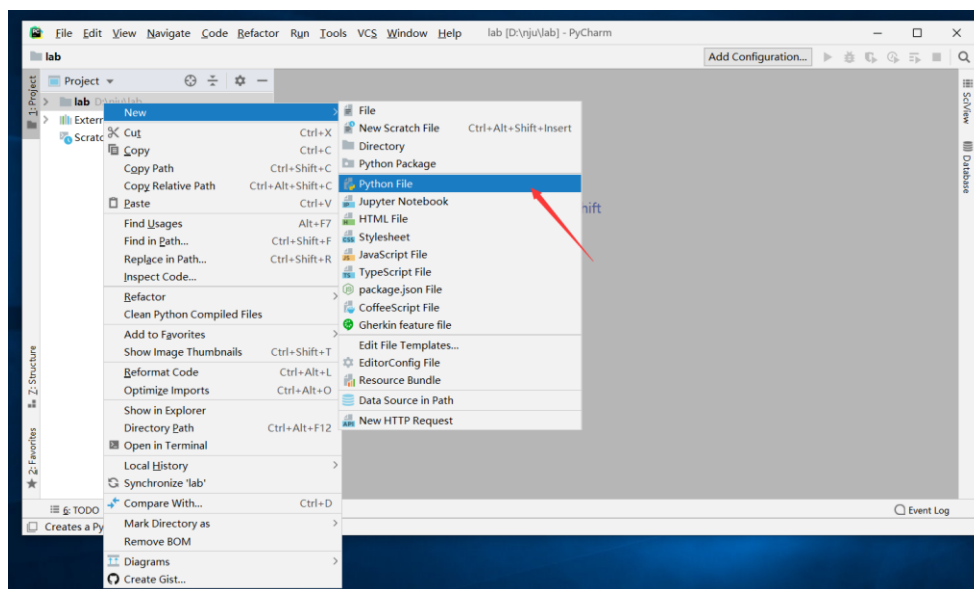 File Edit View Navigate Code Refactor Run Tools VCS Window Help lab [D:\nju\lab] - PyCharm
lab
Add Configuration...
1: Project
Project
lab D:\nju\lab
Extern
Scratc
New
Cut Ctrl+X
Copy Ctrl+C
Copy Path Ctrl+Shift+C
Copy Relative Path Ctrl+Alt+Shift+C
Paste Ctrl+V
Find Usages Alt+F7
Find in Path... Ctrl+Shift+F
Replace in Path... Ctrl+Shift+R
Inspect Code...
Refactor
Clean Python Compiled Files
Add to Favorites
Show Image Thumbnails Ctrl+Shift+T
Reformat Code Ctrl+Alt+L
Optimize Imports Ctrl+Alt+O
Show in Explorer
Directory Path Ctrl+Alt+F12
Open in Terminal
Local History
Synchronize 'lab'
Compare With... Ctrl+D
Mark Directory as
Remove BOM
Diagrams
Create Gist...
File
New Scratch File Ctrl+Alt+Shift+Insert
Directory
Python Package
Python File
Jupyter Notebook
HTML File
Stylesheet
JavaScript File
TypeScript File
package.json File
CoffeeScript File
Gherkin feature file
Edit File Templates...
EditorConfig File
Resource Bundle
Data Source in Path
New HTTP Request
hift
SciView
Database
Z: Structure
2: Favorites
6: TODO
Event Log
Creates a Py